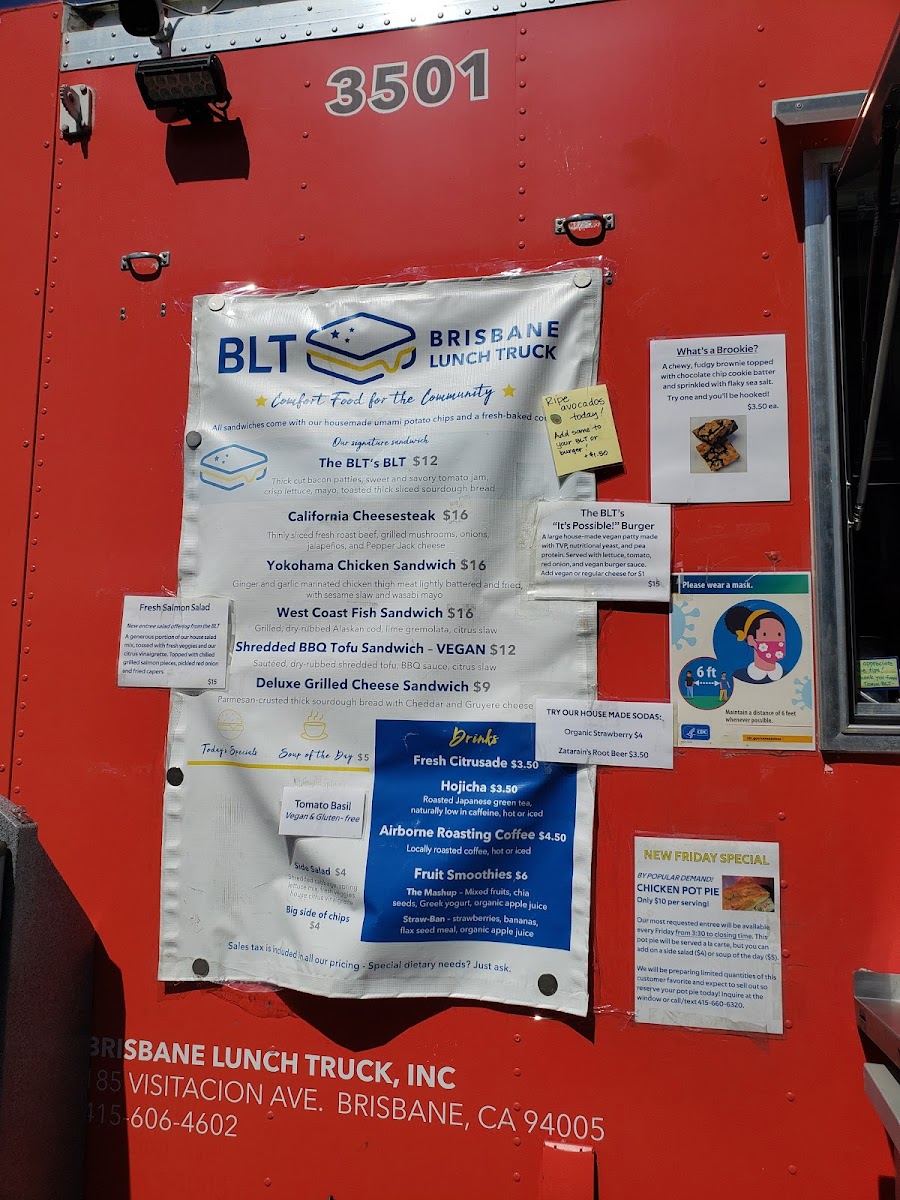 3501
BLT
BRISBANE
LUNCH TRUCK
Comfort Food for the Community
All sandwiches come with our housemade umami potato chips and a fresh-baked
Our signature sandwich
The BLT's BLT $12
Thick cut bacon patties, sweet and savory tomato jam,
crisp lettuce, mayo, toasted thick sliced sourdough bread
California Cheesesteak $16
Thinly sliced fresh roast beef, grilled mushrooms, onions,
jalapeños, and Pepper Jack cheese
Yokohama Chicken Sandwich $16
Ginger and garlic marinated chicken thigh meat lightly battered and fried,
with sesame slaw and wasabi mayo
West Coast Fish Sandwich $16
Grilled, dry-rubbed Alaskan cod, lime gremolata, citrus slaw
Shredded BBQ Tofu Sandwich - VEGAN $12
Sautéed, dry-rubbed shredded tofu, BBQ sauce, citrus slaw
Deluxe Grilled Cheese Sandwich $9
Parmesan-crusted thick sourdough bread with Cheddar and Gruyere cheese
Today's Specials
Soup of the Day $5
Tomato Basil
Vegan & Gluten-free
Side Salad $4
Big side of chips
$4
Drinks
Fresh Citrusade $3.50
Hojicha $3.50
Roasted Japanese green tea,
naturally low in caffeine, hot or iced
Airborne Roasting Coffee $4.50
Locally roasted coffee, hot or iced
Fruit Smoothies $6
The Mashup - Mixed fruits, chia
seeds, Greek yogurt, organic apple juice
Straw-Ban - strawberries, bananas,
flax seed meal, organic apple juice
Sales tax is included in all our pricing - Special dietary needs? Just ask.
Ripe
avocados
today!
Add some to
your BLT or
burger!
+$1.50
What's a Brookie?
A chewy, fudgy brownie topped
with chocolate chip cookie batter
and sprinkled with flaky sea salt.
Try one and you'll be hooked!
$3.50 ea.
The BLT's
"It's Possible!" Burger
A large house-made vegan patty made
with TVP, nutritional yeast, and pea
protein. Served with lettuce, tomato,
red onion, and vegan burger sauce.
Add vegan or regular cheese for $1
$15
Fresh Salmon Salad
New entree salad offering from the BLT
A generous portion of our house salad
mix, tossed with fresh veggies and our
citrus vinaigrette. Topped with chilled
grilled salmon pieces, pickled red onion
and fried capers.
$15
Please wear a mask.
6 ft
Maintain a distance of 6 feet
whenever possible.
CDC
TRY OUR HOUSE MADE SODAS:
Organic Strawberry $4
Zatarain's Root Beer $3.50
NEW FRIDAY SPECIAL
BY POPULAR DEMAND!
CHICKEN POT PIE
Only $10 per serving!
Our most requested entree will be available
every Friday from 3:30 to closing time. This
pot pie will be served a la carte, but you can
add on a side salad ($4) or soup of the day ($5).
We will be preparing limited quantities of this
customer favorite and expect to sell out so
reserve your pot pie today! Inquire at the
window or call/text 415-660-6320.
BRISBANE LUNCH TRUCK, INC
185 VISITACION AVE. BRISBANE, CA 94005
415-606-4602